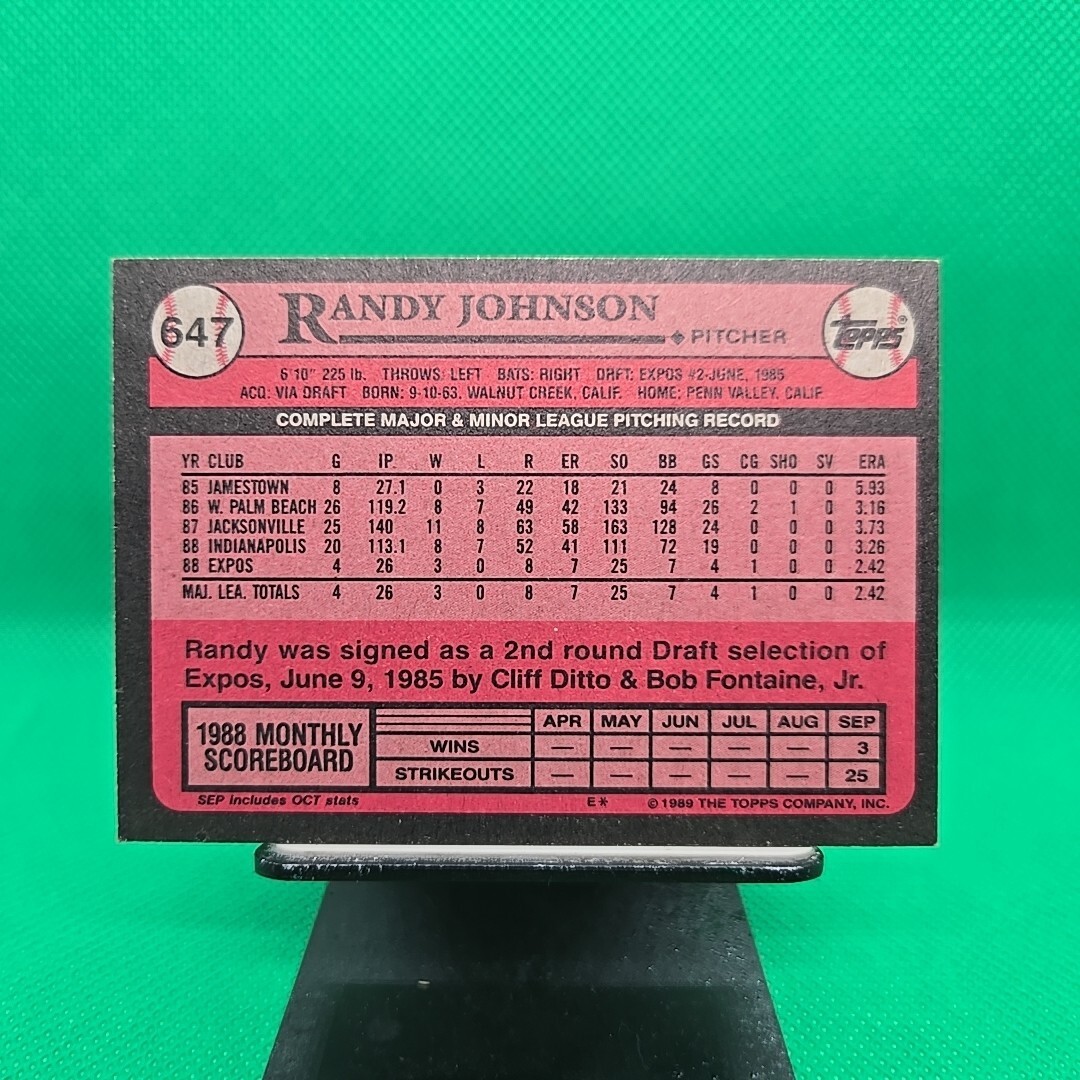 647
RANDY JOHNSON
PITCHER
Topps®
6'10" 225 lb. THROWS: LEFT BATS: RIGHT DRFT: EXPOS #2-JUNE, 1985
ACQ: VIA DRAFT BORN: 9-10-63, WALNUT CREEK, CALIF. HOME: PENN VALLEY, CALIF.
COMPLETE MAJOR & MINOR LEAGUE PITCHING RECORD
YR CLUB G IP W L R ER SO BB GS CG SHO SV ERA
85 JAMESTOWN 8 27.1 0 3 22 18 21 24 8 0 0 0 5.93
86 W. PALM BEACH 26 119.2 8 7 49 42 133 94 26 2 1 0 3.16
87 JACKSONVILLE 25 140 11 8 63 58 163 128 24 0 0 0 3.73
88 INDIANAPOLIS 20 113.1 8 7 52 41 111 72 19 0 0 0 3.26
88 EXPOS 4 26 3 0 8 7 25 7 4 1 0 0 2.42
MAJ. LEA. TOTALS 4 26 3 0 8 7 25 7 4 1 0 0 2.42
Randy was signed as a 2nd round Draft selection of
Expos, June 9, 1985 by Cliff Ditto & Bob Fontaine, Jr.
1988 MONTHLY
SCOREBOARD
APR MAY JUN JUL AUG SEP
WINS — — — — — 3
STRIKEOUTS — — — — — 25
SEP includes OCT stats
E* © 1989 THE TOPPS COMPANY, INC.